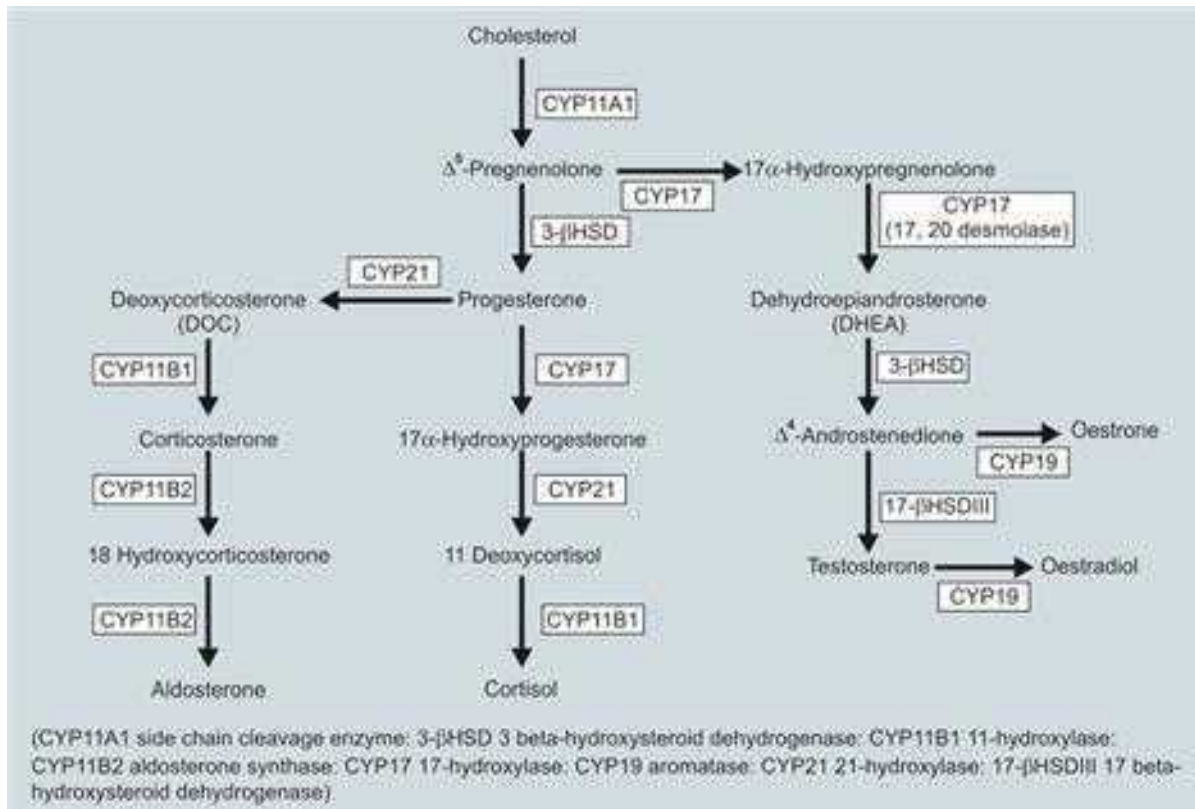 Cholesterol
CYP11A1
Δ⁵-Pregnenolone
CYP17
17α-Hydroxypregnenolone
3-βHSD
CYP17
(17, 20 desmolase)
CYP21
Deoxycorticosterone
(DOC)
Progesterone
Dehydroepiandrosterone
(DHEA)
CYP11B1
CYP17
3-βHSD
Corticosterone
17α-Hydroxyprogesterone
Δ⁴-Androstenedione
Oestrone
CYP19
CYP11B2
CYP21
17-βHSDIII
18 Hydroxycorticosterone
11 Deoxycortisol
Testosterone
Oestradiol
CYP19
CYP11B2
CYP11B1
Aldosterone
Cortisol
(CYP11A1 side chain cleavage enzyme: 3-βHSD 3 beta-hydroxysteroid dehydrogenase: CYP11B1 11-hydroxylase:
CYP11B2 aldosterone synthase: CYP17 17-hydroxylase: CYP19 aromatase: CYP21 21-hydroxylase; 17-βHSDIII 17 beta-
hydroxysteroid dehydrogenase)